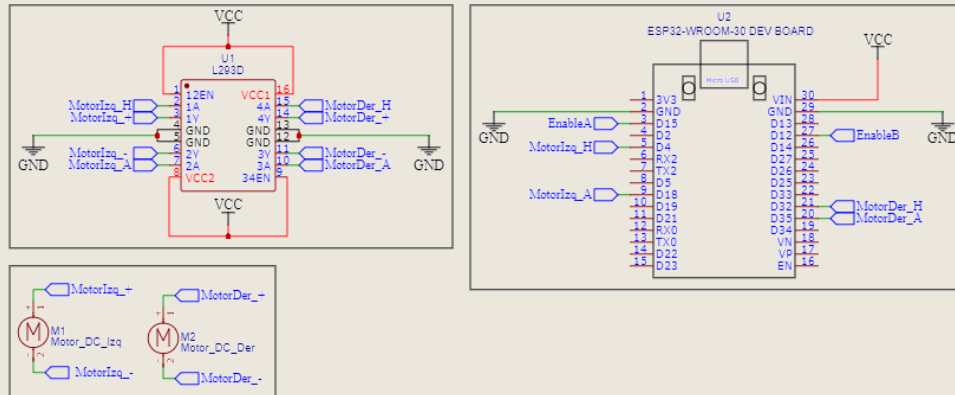 VCC
U1
L293D
1 12EN VCC1 16
MotorIzq_H 2 1A 4A 15 MotorDer_H
MotorIzq_+ 3 1Y 4Y 14 MotorDer_+
4 GND GND 13
5 GND GND 12
GND GND
MotorIzq_- 6 2Y 3Y 11 MotorDer_-
MotorIzq_A 7 2A 3A 10 MotorDer_A
8 VCC2 34EN 9
VCC
U2
ESP32-WROOM-30 DEV BOARD
VCC
Micro USB
1 3V3 VIN 30
2 GND GND 29
GND GND
EnableA 3 D15 D13 28
4 D2 D12 27 EnableB
MotorIzq_H 5 D4 D14 26
6 RX2 D27 25
7 TX2 D26 24
8 D5 D25 23
MotorIzq_A 9 D18 D33 22
10 D19 D32 21 MotorDer_H
11 D21 D35 20 MotorDer_A
12 RX0 D34 19
13 TX0 VN 18
14 D22 VP 17
15 D23 EN 16
MotorIzq_+
+ 1
M M1
Motor_DC_Izq
- 2
MotorIzq_-
MotorDer_+
+ 1
M M2
Motor_DC_Der
- 2
MotorDer_-